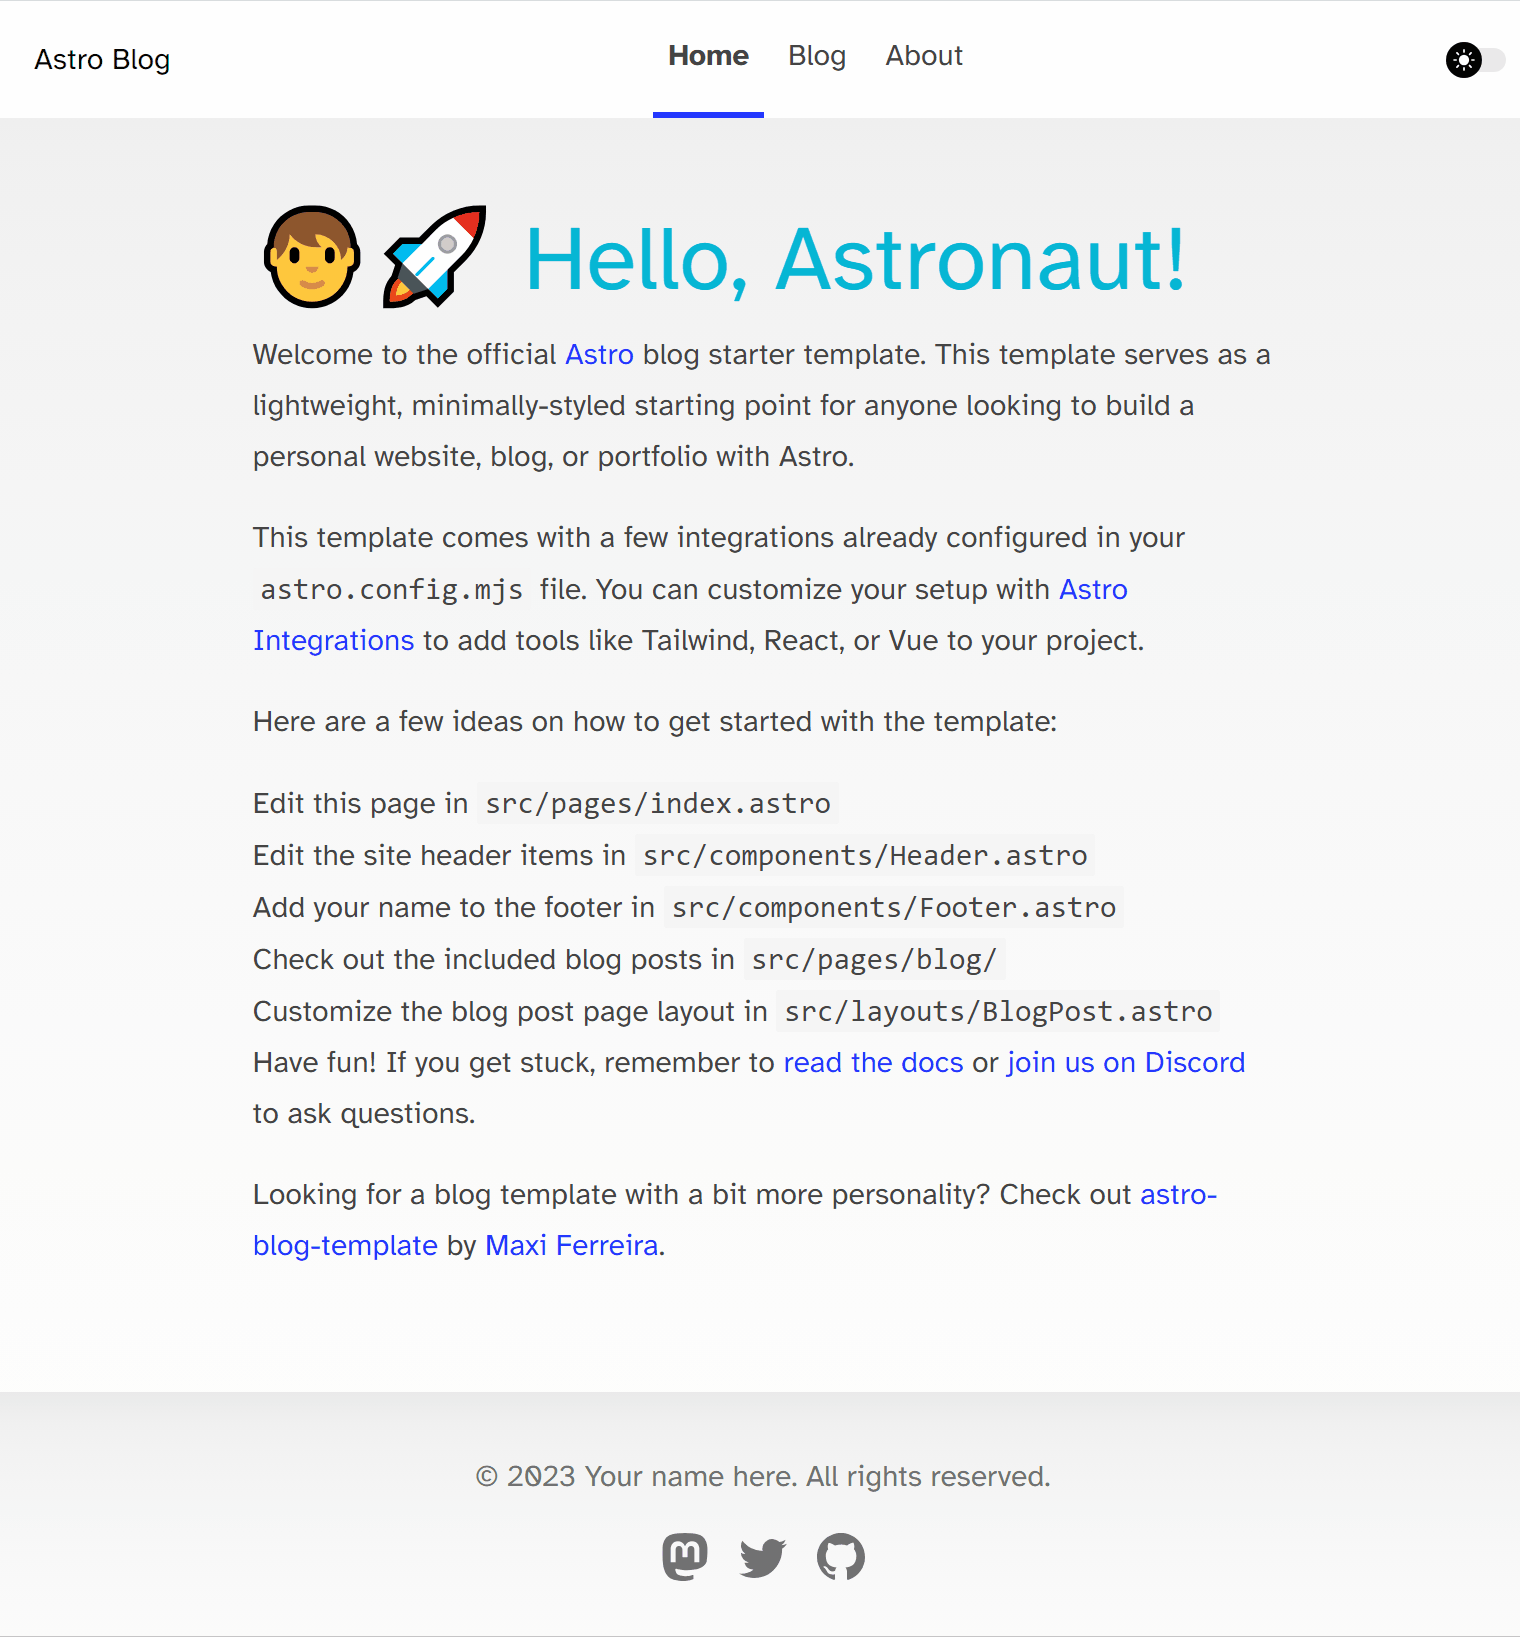 Astro Blog
Home Blog About
🧑‍🚀 Hello, Astronaut!
Welcome to the official Astro blog starter template. This template serves as a
lightweight, minimally-styled starting point for anyone looking to build a
personal website, blog, or portfolio with Astro.
This template comes with a few integrations already configured in your
astro.config.mjs file. You can customize your setup with Astro
Integrations to add tools like Tailwind, React, or Vue to your project.
Here are a few ideas on how to get started with the template:
Edit this page in src/pages/index.astro
Edit the site header items in src/components/Header.astro
Add your name to the footer in src/components/Footer.astro
Check out the included blog posts in src/pages/blog/
Customize the blog post page layout in src/layouts/BlogPost.astro
Have fun! If you get stuck, remember to read the docs or join us on Discord
to ask questions.
Looking for a blog template with a bit more personality? Check out astro-
blog-template by Maxi Ferreira.
© 2023 Your name here. All rights reserved.